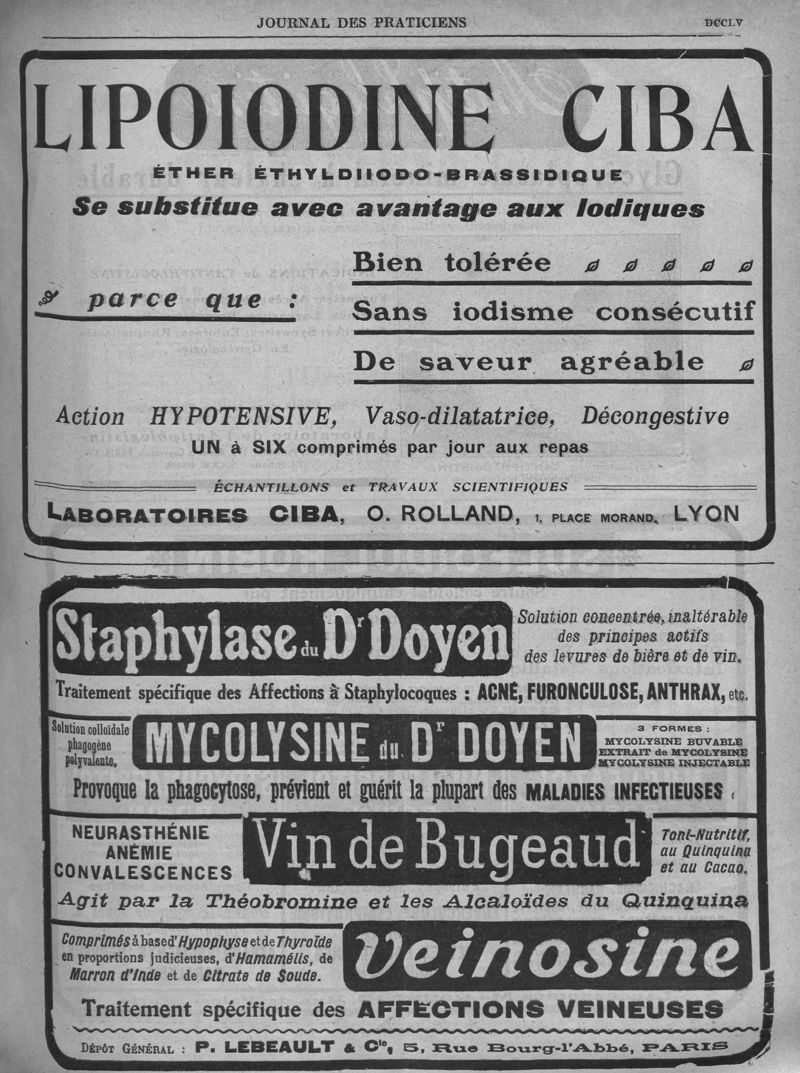 JOURNAL DES PRATICIENS
DCCLV
LIPOIODINE CIBA
ÉTHER ÉTHYLDIIODO-BRASSIDIQUE
Se substitue avec avantage aux Iodiques
parce que :
Bien tolérée
Sans iodisme consécutif
De saveur agréable
Action HYPOTENSIVE, Vaso-dilatatrice, Décongestive
UN à SIX comprimés par jour aux repas
ÉCHANTILLONS et TRAVAUX SCIENTIFIQUES
LABORATOIRES CIBA, O. ROLLAND, 1, PLACE MORAND, LYON
Staphylase du Dr Doyen
Solution concentrée, inaltérable
des principes actifs
des levures de bière et de vin.
Traitement spécifique des Affections à Staphylocoques : ACNÉ, FURONCULOSE, ANTHRAX, etc.
Solution colloïdale
phagogène
polyvalente.
MYCOLYSINE du Dr DOYEN
3 FORMES :
MYCOLYSINE BUVABLE
EXTRAIT de MYCOLYSINE
MYCOLYSINE INJECTABLE
Provoque la phagocytose, prévient et guérit la plupart des MALADIES INFECTIEUSES.
NEURASTHÉNIE
ANÉMIE
CONVALESCENCES
Vin de Bugeaud
Toni-Nutritif,
au Quinquina
et au Cacao.
Agit par la Théobromine et les Alcaloïdes du Quinquina
Comprimés à base d'Hypophyse et de Thyroïde
en proportions judicieuses, d'Hamamélis, de
Marron d'Inde et de Citrate de Soude.
Veinosine
Traitement spécifique des AFFECTIONS VEINEUSES
DÉPÔT GÉNÉRAL : P. LEBEAULT & Cie, 5, Rue Bourg-l'Abbé, PARIS